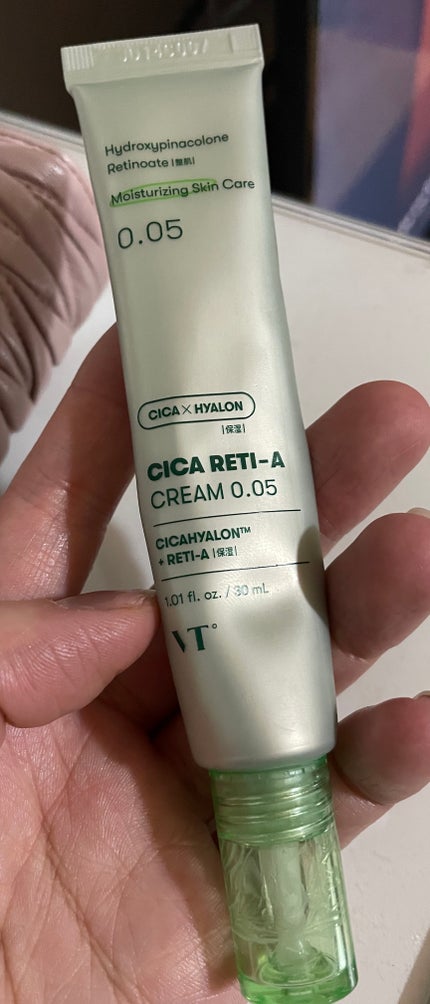 Hydroxypinacolone
Retinoate |整肌|
Moisturizing Skin Care
0.05
CICA×HYALON
|保湿|
CICA RETI-A
CREAM 0.05
CICAHYALON™
+ RETI-A |保湿|
1.01 fl. oz. / 30 mL
VT°